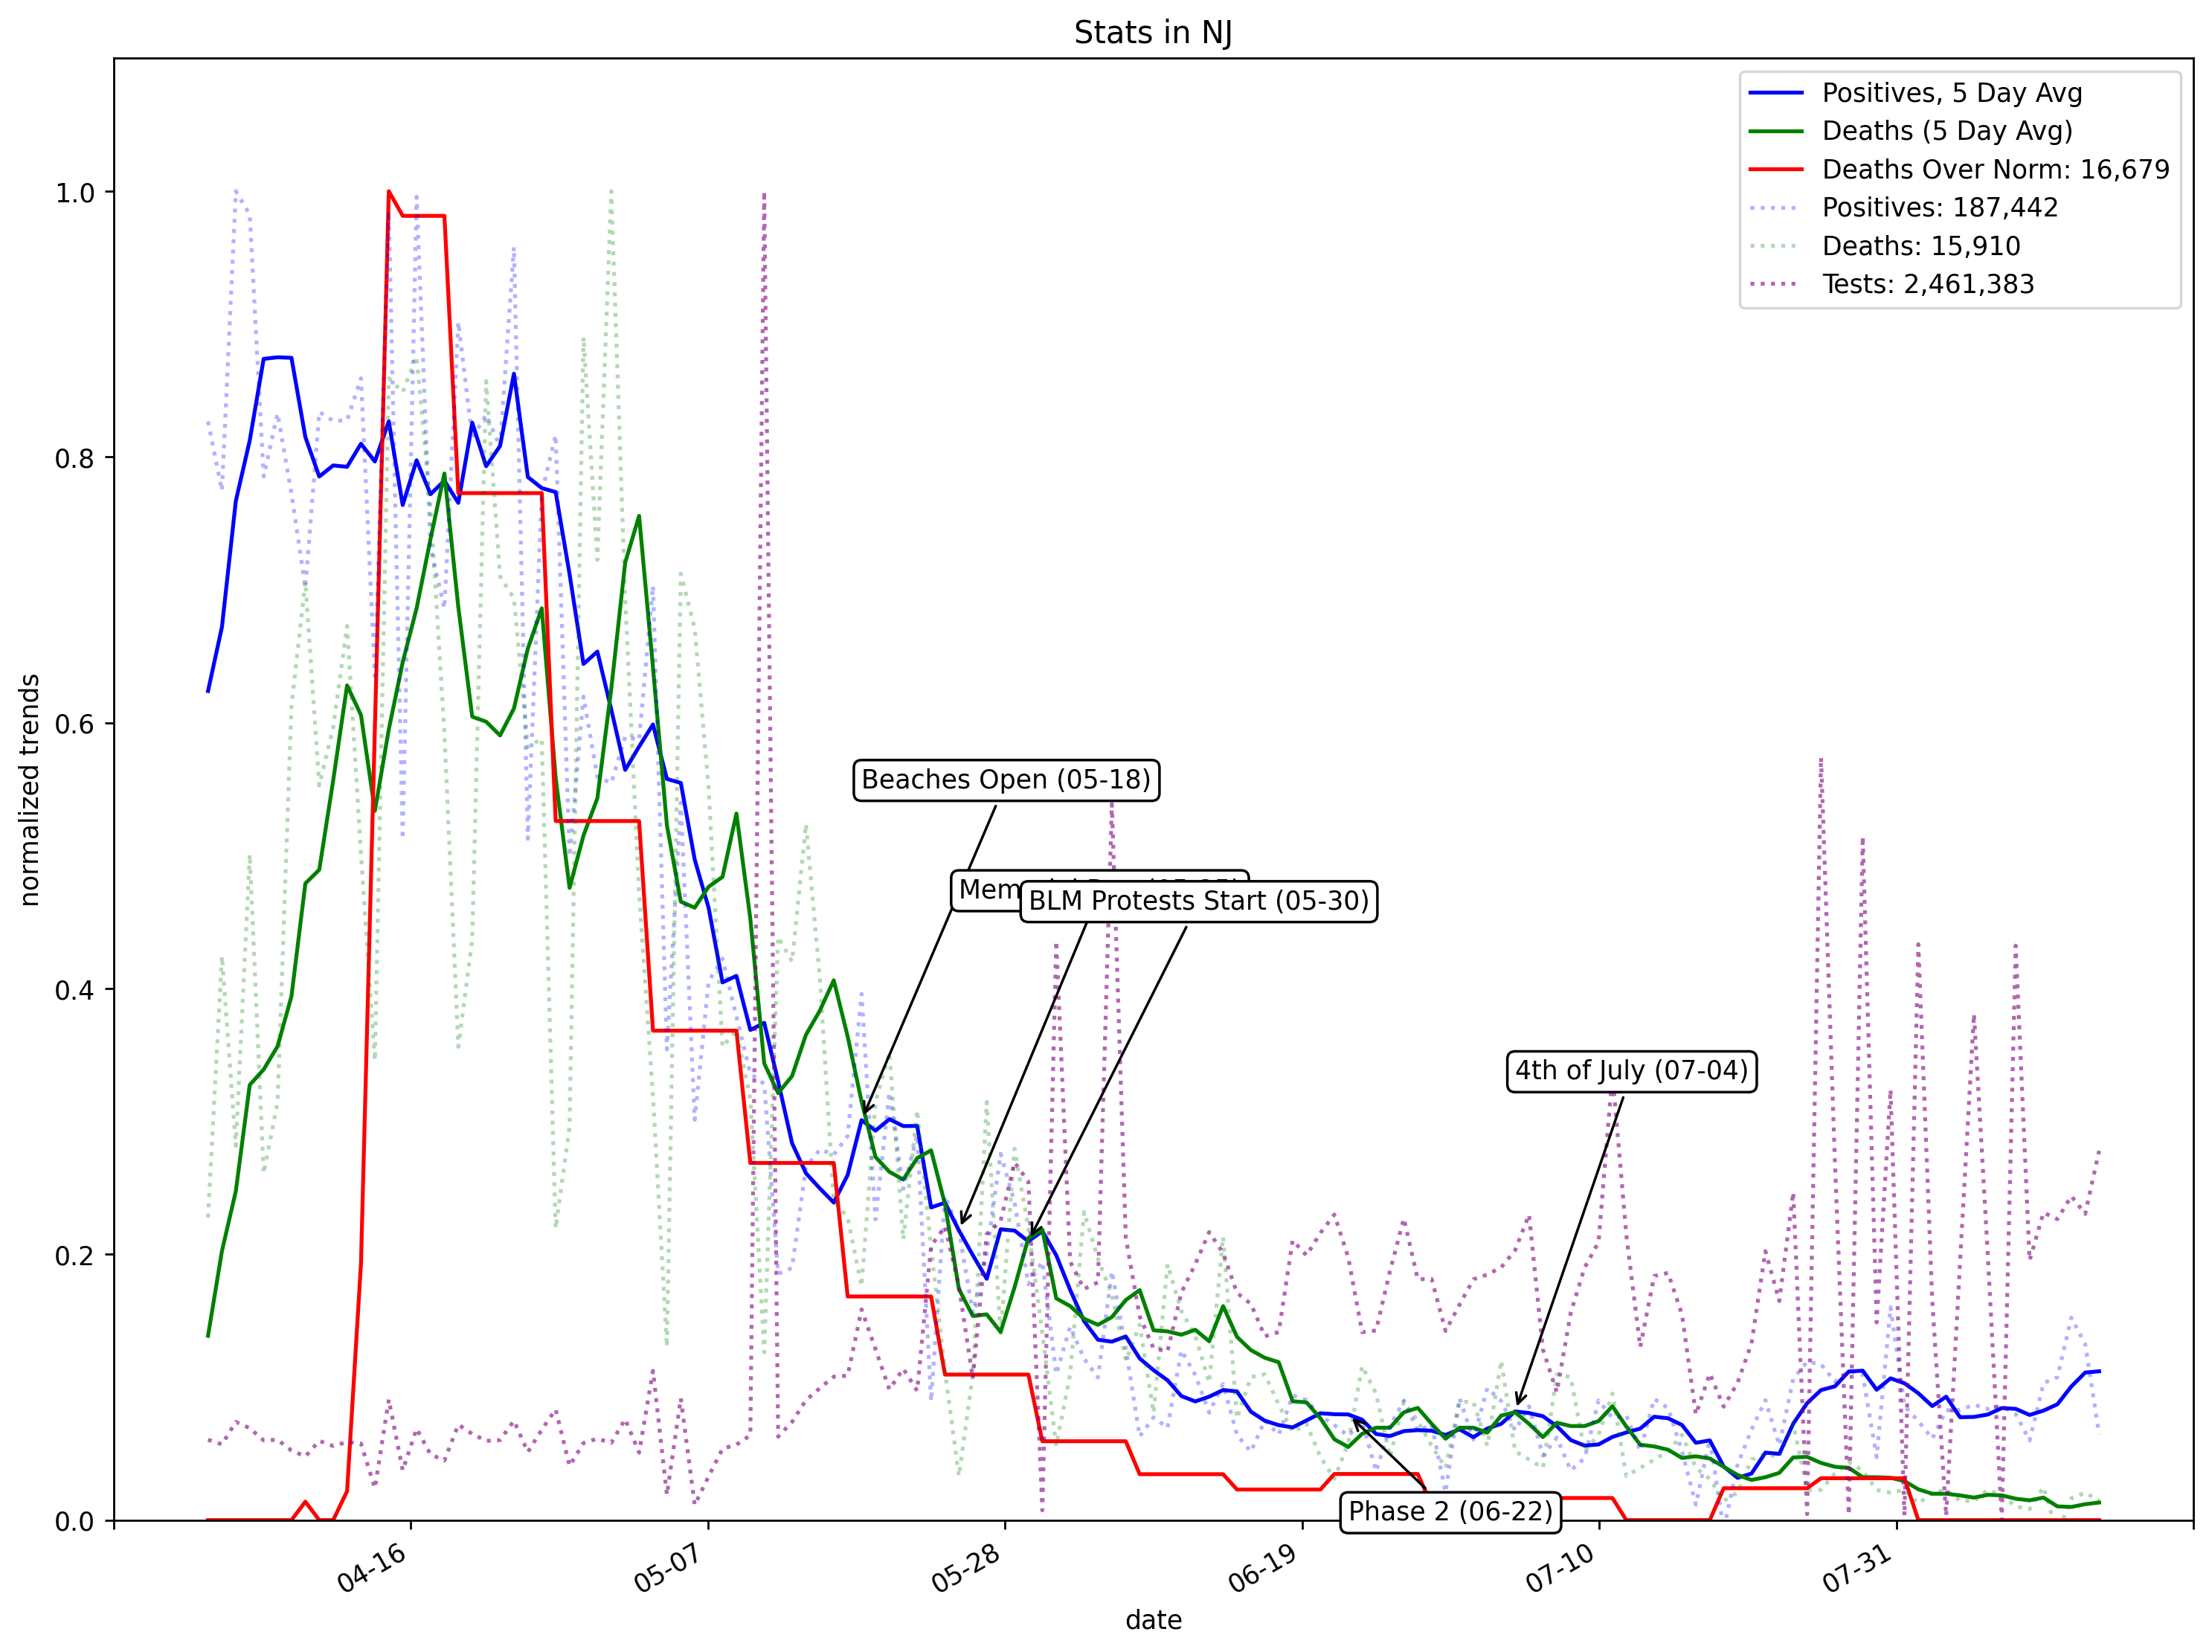 Stats in NJ
Positives, 5 Day Avg
Deaths (5 Day Avg)
Deaths Over Norm: 16,679
Positives: 187,442
Deaths: 15,910
Tests: 2,461,383
normalized trends
1.0
0.8
0.6
0.4
0.2
0.0
Beaches Open (05-18)
BLM Protests Start (05-30)
4th of July (07-04)
Phase 2 (06-22)
04-16
05-07
05-28
06-19
07-10
07-31
date